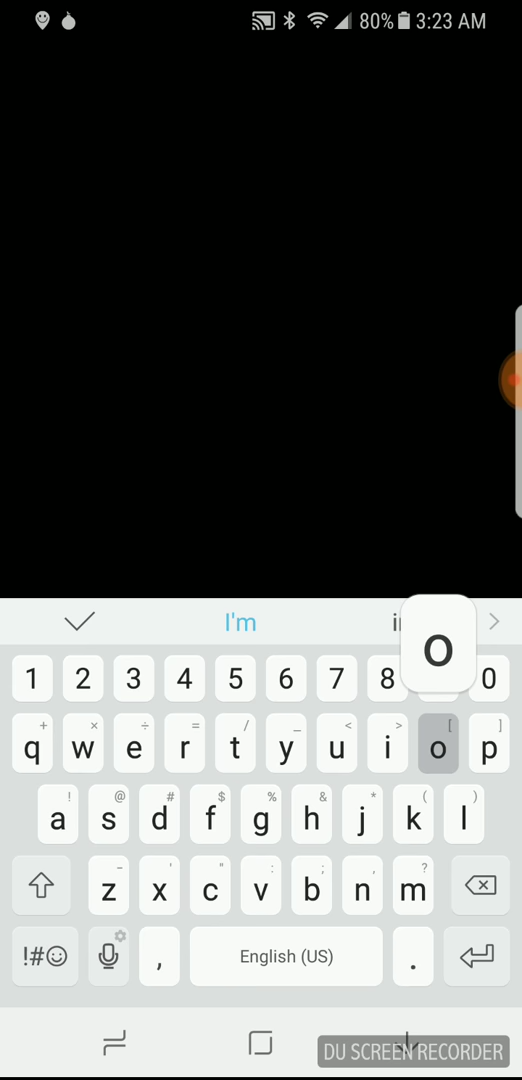 80% 3:23 AM
I'm
o
1 2 3 4 5 6 7 8 0
+ × ÷ = / _ < > [ ]
q w e r t y u i o p
! @ # $ % & * ( )
a s d f g h j k l
- ' " : ; , ?
z x c v b n m
!#☺ , English (US) .
DU SCREEN RECORDER